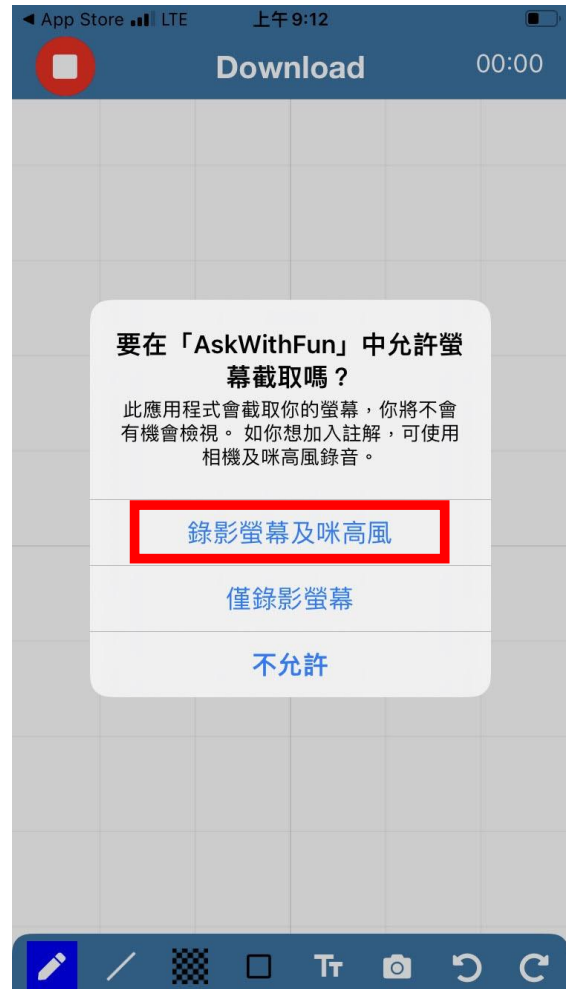 ◀ App Store LTE 上午9:12
Download 00:00
要在「AskWithFun」中允許螢
幕截取嗎？
此應用程式會截取你的螢幕，你將不會
有機會檢視。 如你想加入註解，可使用
相機及咪高風錄音。
錄影螢幕及咪高風
僅錄影螢幕
不允許
TT